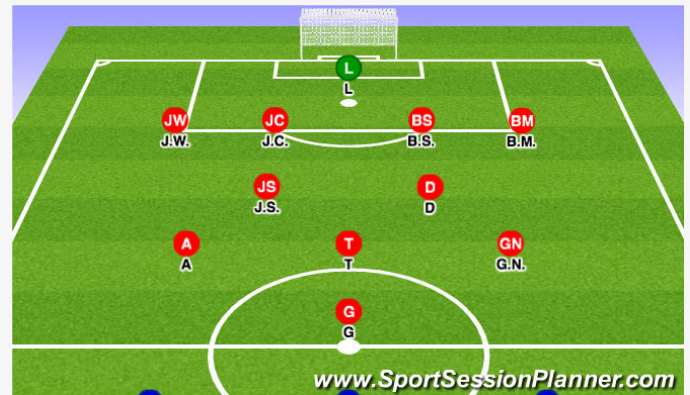 L
L
JW JC BS BM
J.W. J.C. B.S. B.M.
JS D
J.S. D
A T GN
A T G.N.
G
G
www.SportSessionPlanner.com